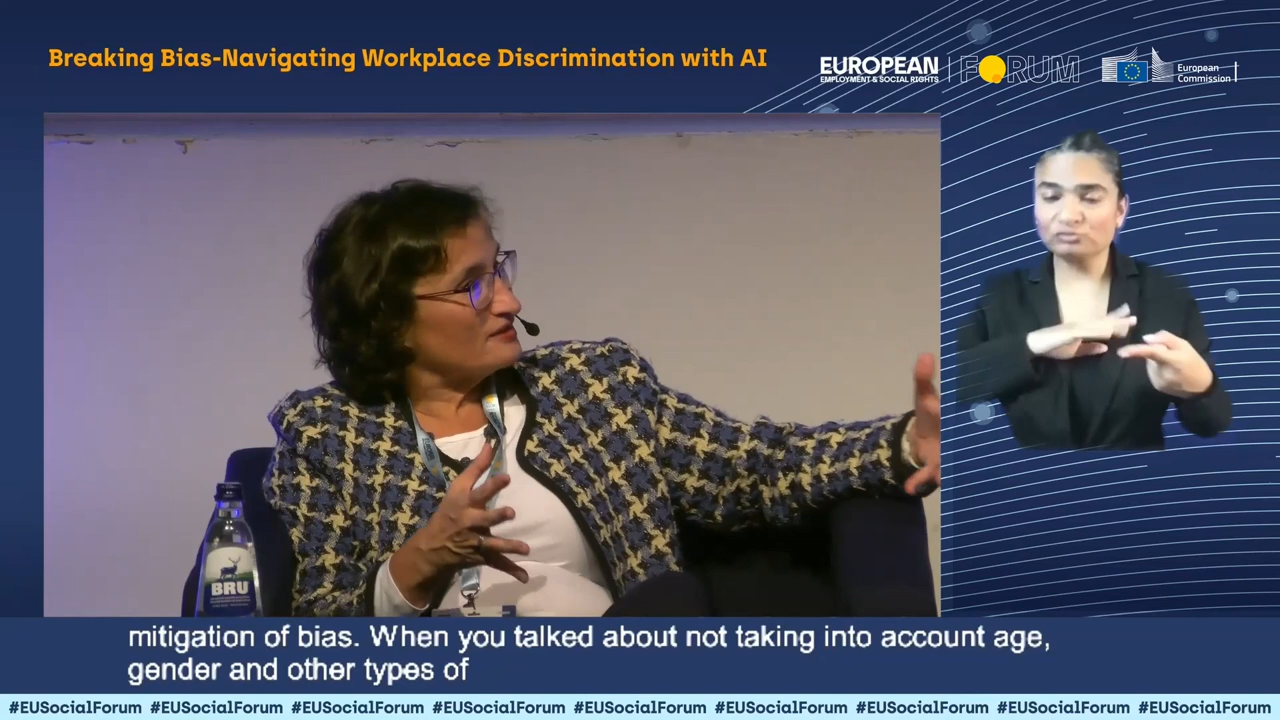 Breaking Bias-Navigating Workplace Discrimination with AI
EUROPEAN
EMPLOYMENT & SOCIAL RIGHTS
FORUM
European
Commission
BRU
mitigation of bias. When you talked about not taking into account age,
gender and other types of
#EUSocialForum #EUSocialForum #EUSocialForum #EUSocialForum #EUSocialForum #EUSocialForum #EUSocialForum #EUSocialForum #EUSocialForum